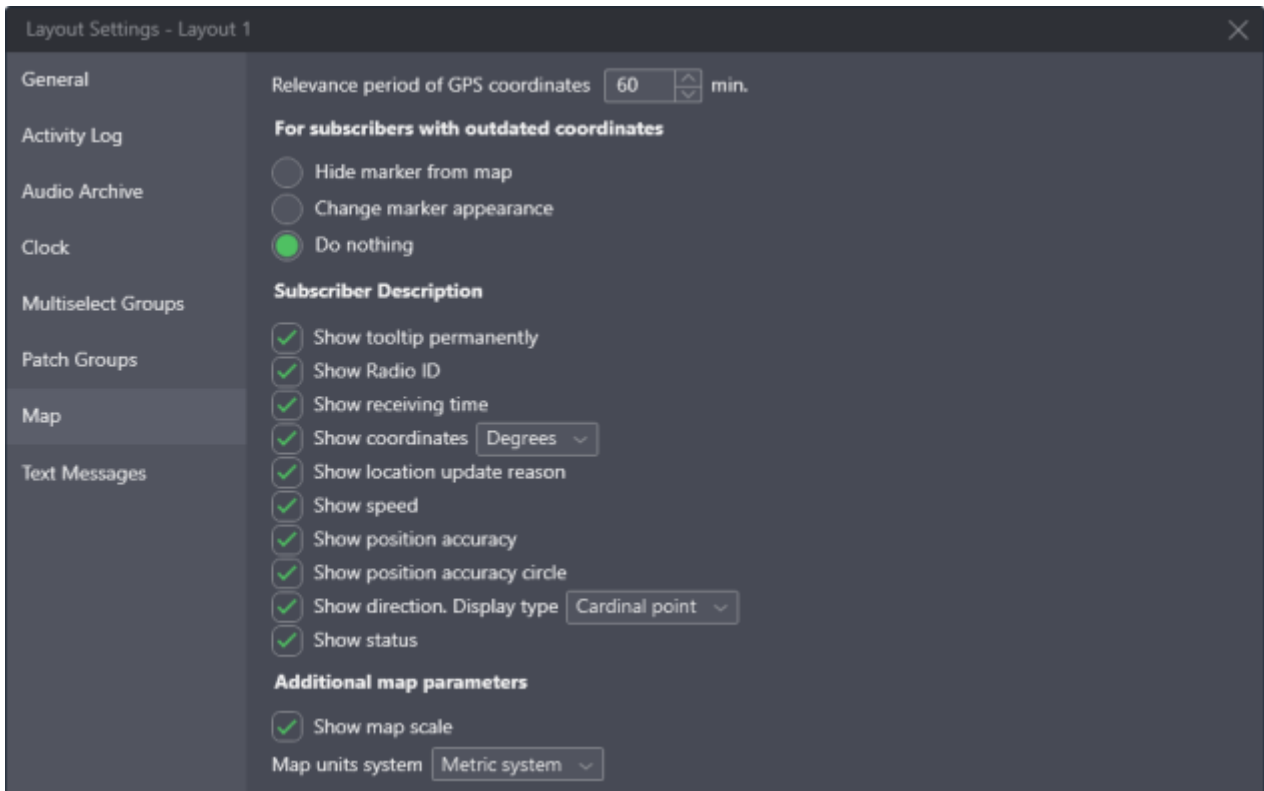 Layout Settings - Layout 1
General
Activity Log
Audio Archive
Clock
Multiselect Groups
Patch Groups
Map
Text Messages
Relevance period of GPS coordinates 60 min.
For subscribers with outdated coordinates
Hide marker from map
Change marker appearance
Do nothing
Subscriber Description
Show tooltip permanently
Show Radio ID
Show receiving time
Show coordinates Degrees
Show location update reason
Show speed
Show position accuracy
Show position accuracy circle
Show direction. Display type Cardinal point
Show status
Additional map parameters
Show map scale
Map units system Metric system